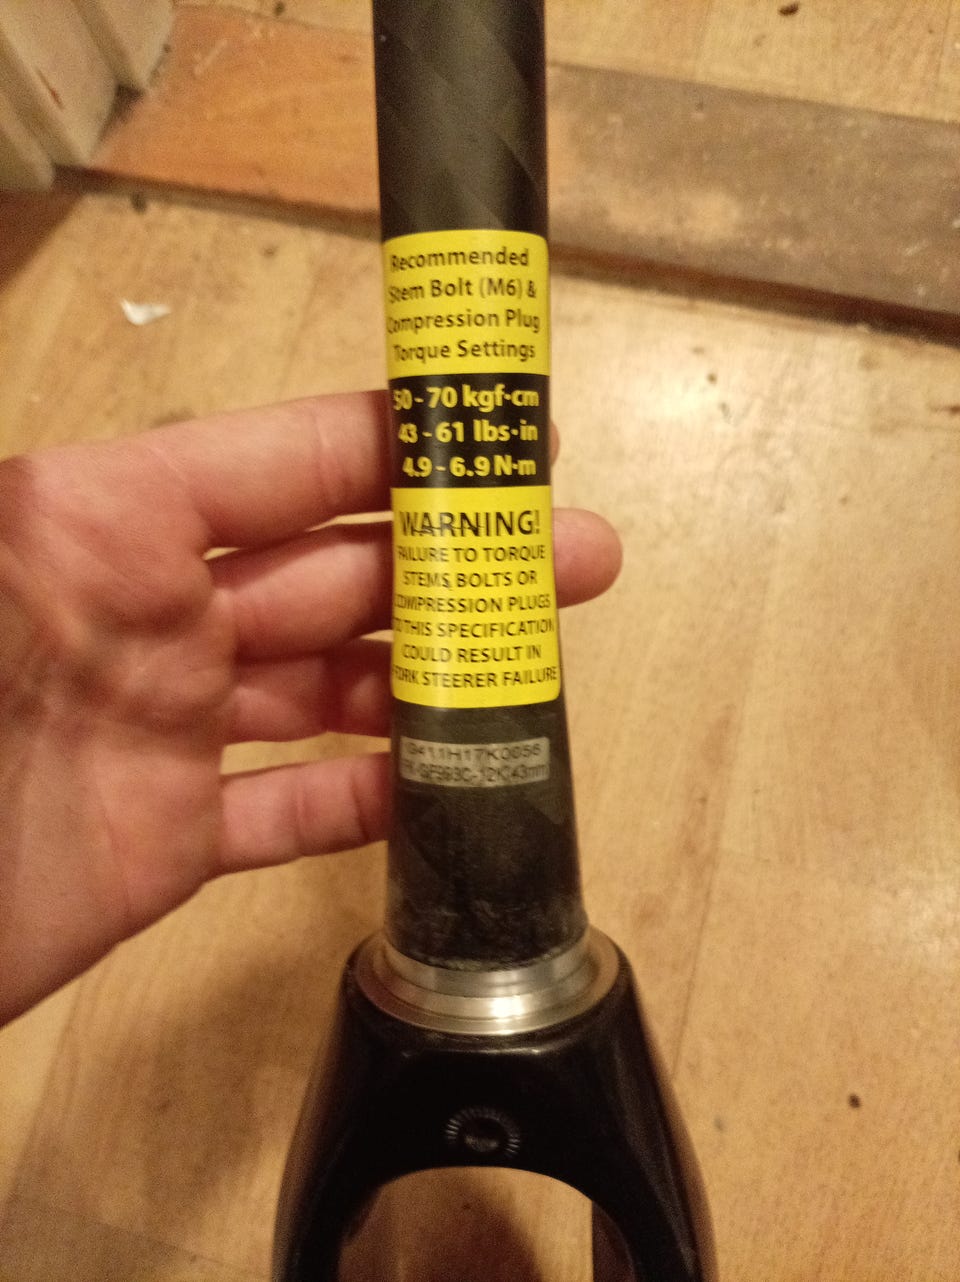 Recommended
Stem Bolt (M6) &
Compression Plug
Torque Settings
50 - 70 kgf·cm
43 - 61 lbs·in
4.9 - 6.9 N·m
WARNING!
FAILURE TO TORQUE
STEMS BOLTS OR
COMPRESSION PLUGS
TO THIS SPECIFICATION
COULD RESULT IN
FORK STEERER FAILURE
G411H17K0056